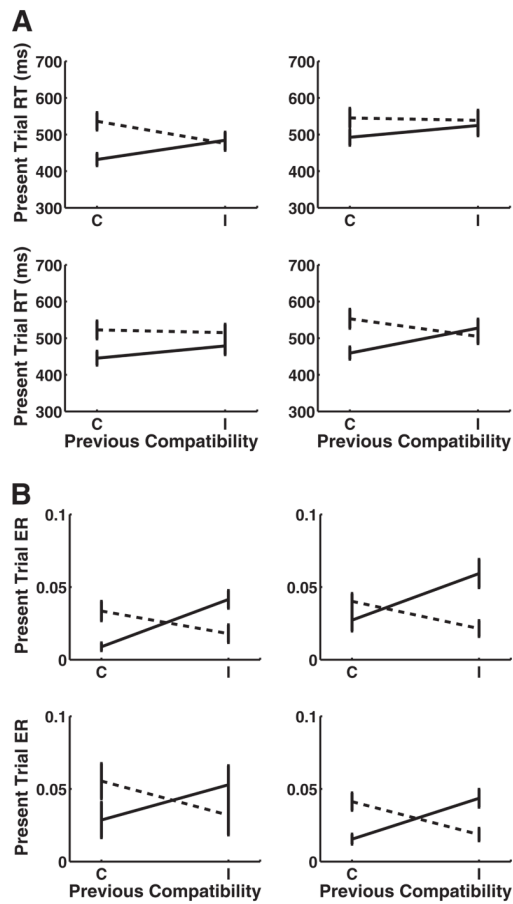 A
Present Trial RT (ms)
700
600
500
400
300
C
I
700
600
500
400
300
C
I
Present Trial RT (ms)
700
600
500
400
300
C
I
Previous Compatibility
700
600
500
400
300
C
I
Previous Compatibility
B
Present Trial ER
0.1
0.05
0
C
I
0.1
0.05
0
C
I
Present Trial ER
0.1
0.05
0
C
I
Previous Compatibility
0.1
0.05
0
C
I
Previous Compatibility